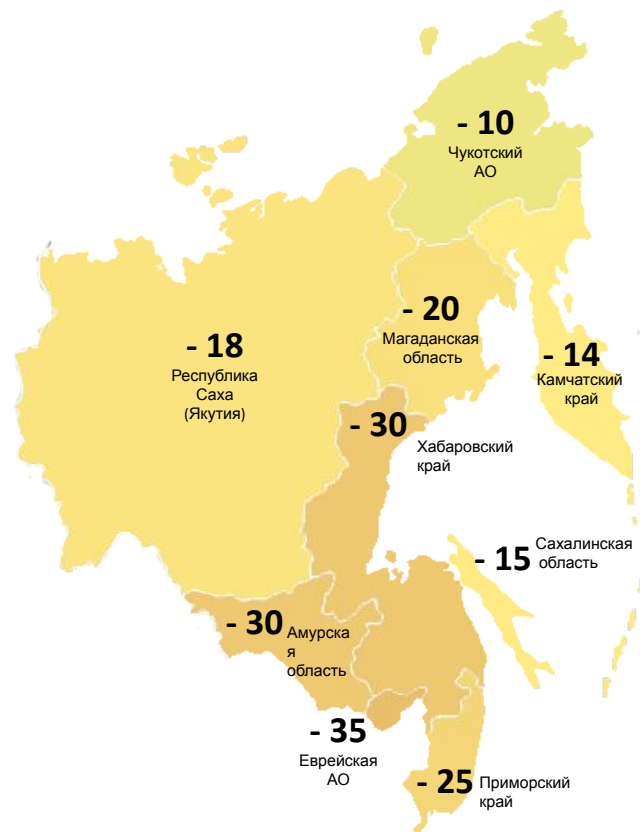 - 10
Чукотский
АО
- 20
Магаданская
область
- 18
Республика
Саха
(Якутия)
- 14
Камчатский
край
- 30
Хабаровский
край
- 15
Сахалинская
область
- 30
Амурска
я
область
- 35
Еврейская
АО
- 25
Приморский
край